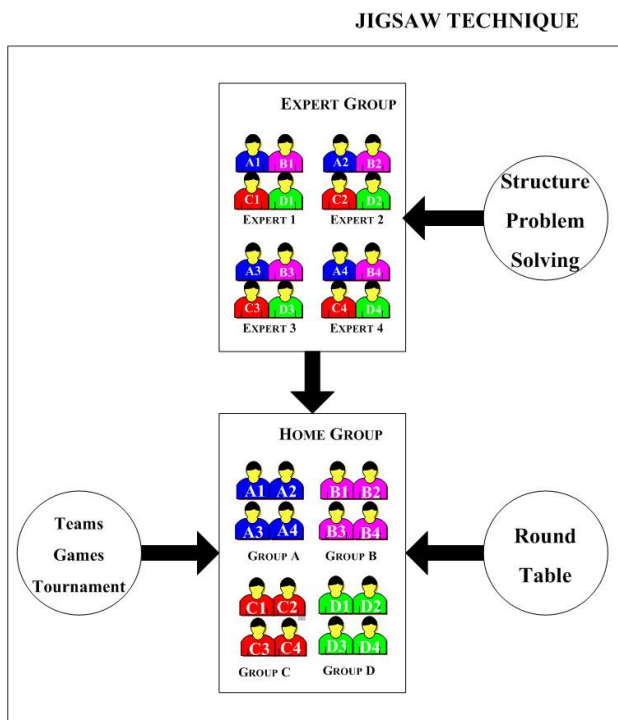 JIGSAW TECHNIQUE
EXPERT GROUP
A1 B1 A2 B2
C1 D1 C2 D2
EXPERT 1 EXPERT 2
A3 B3 A4 B4
C3 D3 C4 D4
EXPERT 3 EXPERT 4
Structure
Problem
Solving
HOME GROUP
A1 A2 B1 B2
A3 A4 B3 B4
GROUP A GROUP B
C1 C2 D1 D2
C3 C4 D3 D4
GROUP C GROUP D
Teams
Games
Tournament
Round
Table